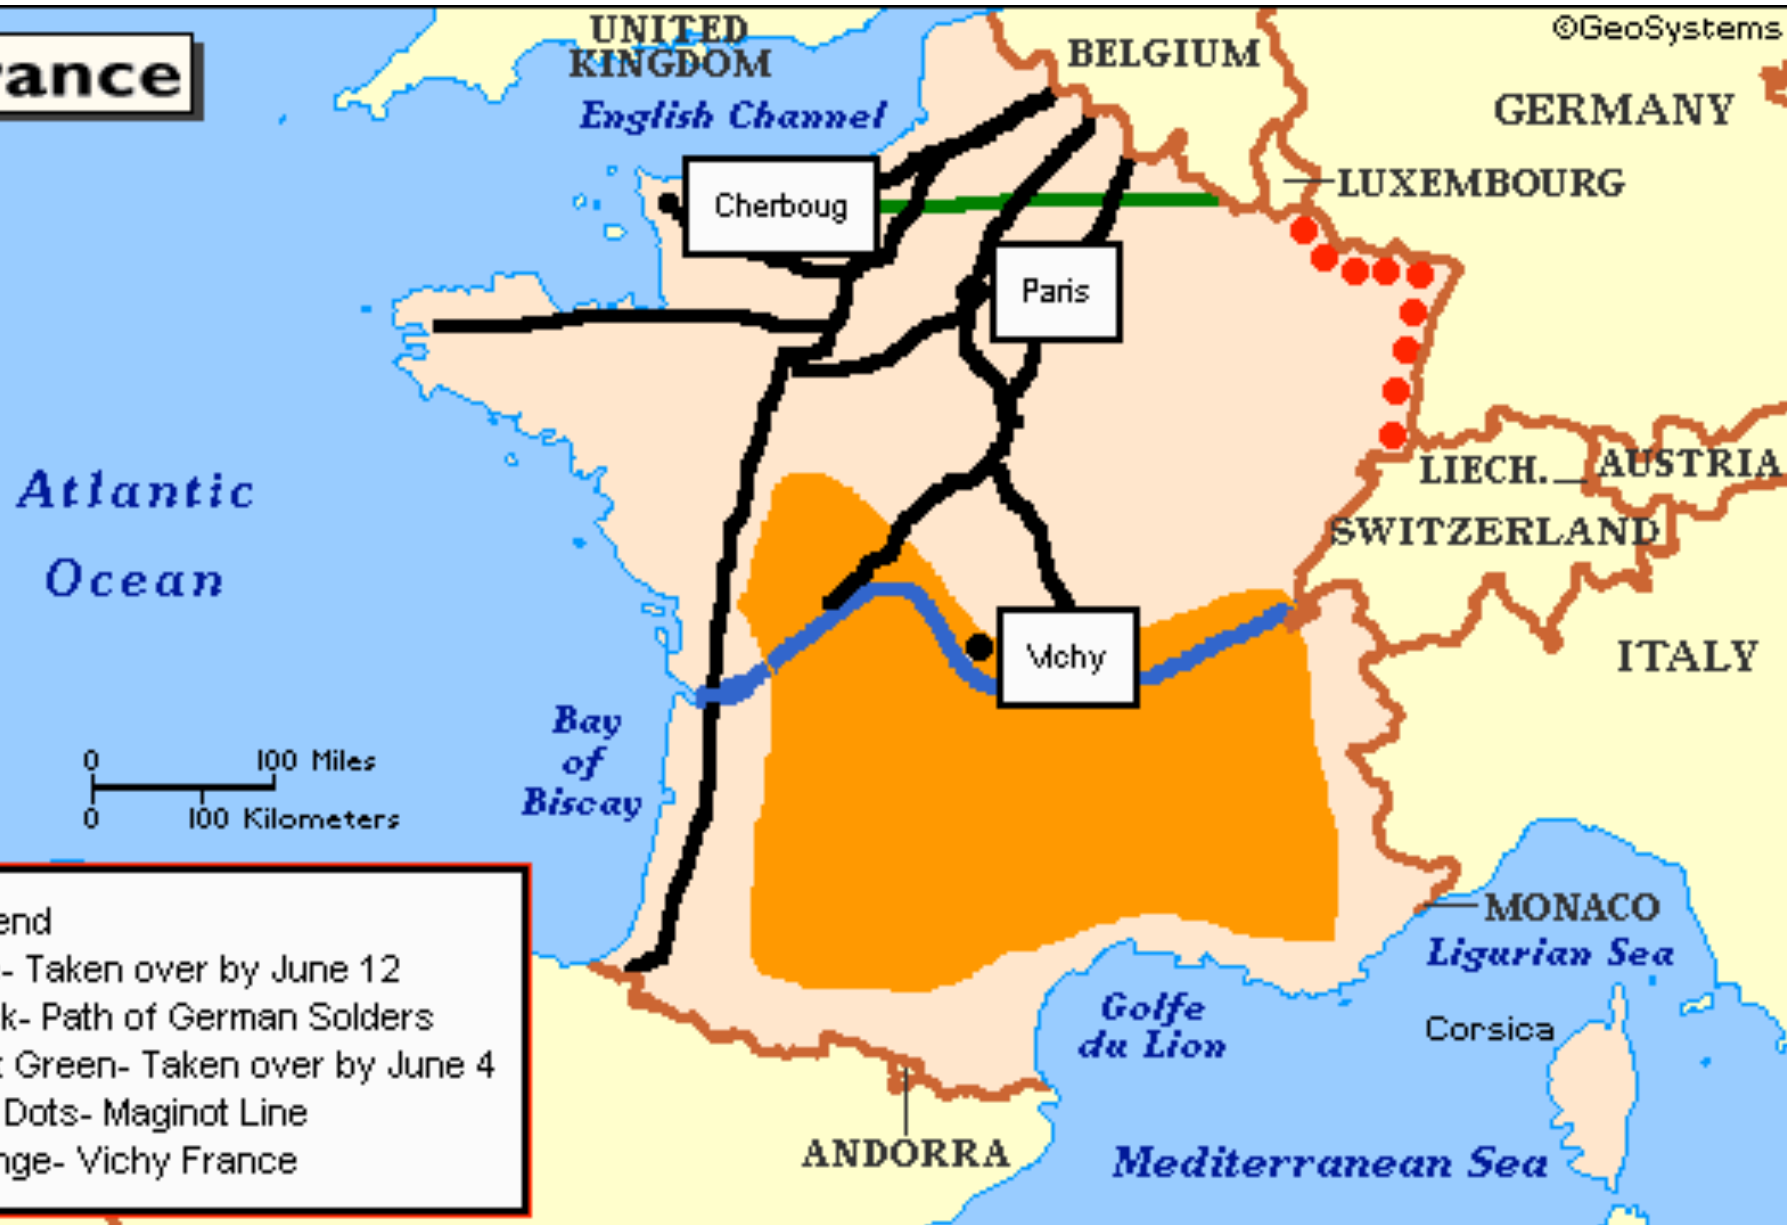 rance
©GeoSystems
UNITED
KINGDOM
BELGIUM
English Channel
GERMANY
LUXEMBOURG
Cherboug
Paris
Atlantic
Ocean
LIECH.
AUSTRIA
SWITZERLAND
ITALY
Vichy
Bay
of
Biscay
0 100 Miles
0 100 Kilometers
MONACO
Ligurian Sea
Golfe
du Lion
Corsica
ANDORRA
Mediterranean Sea
end
- Taken over by June 12
k- Path of German Solders
t Green- Taken over by June 4
Dots- Maginot Line
nge- Vichy France